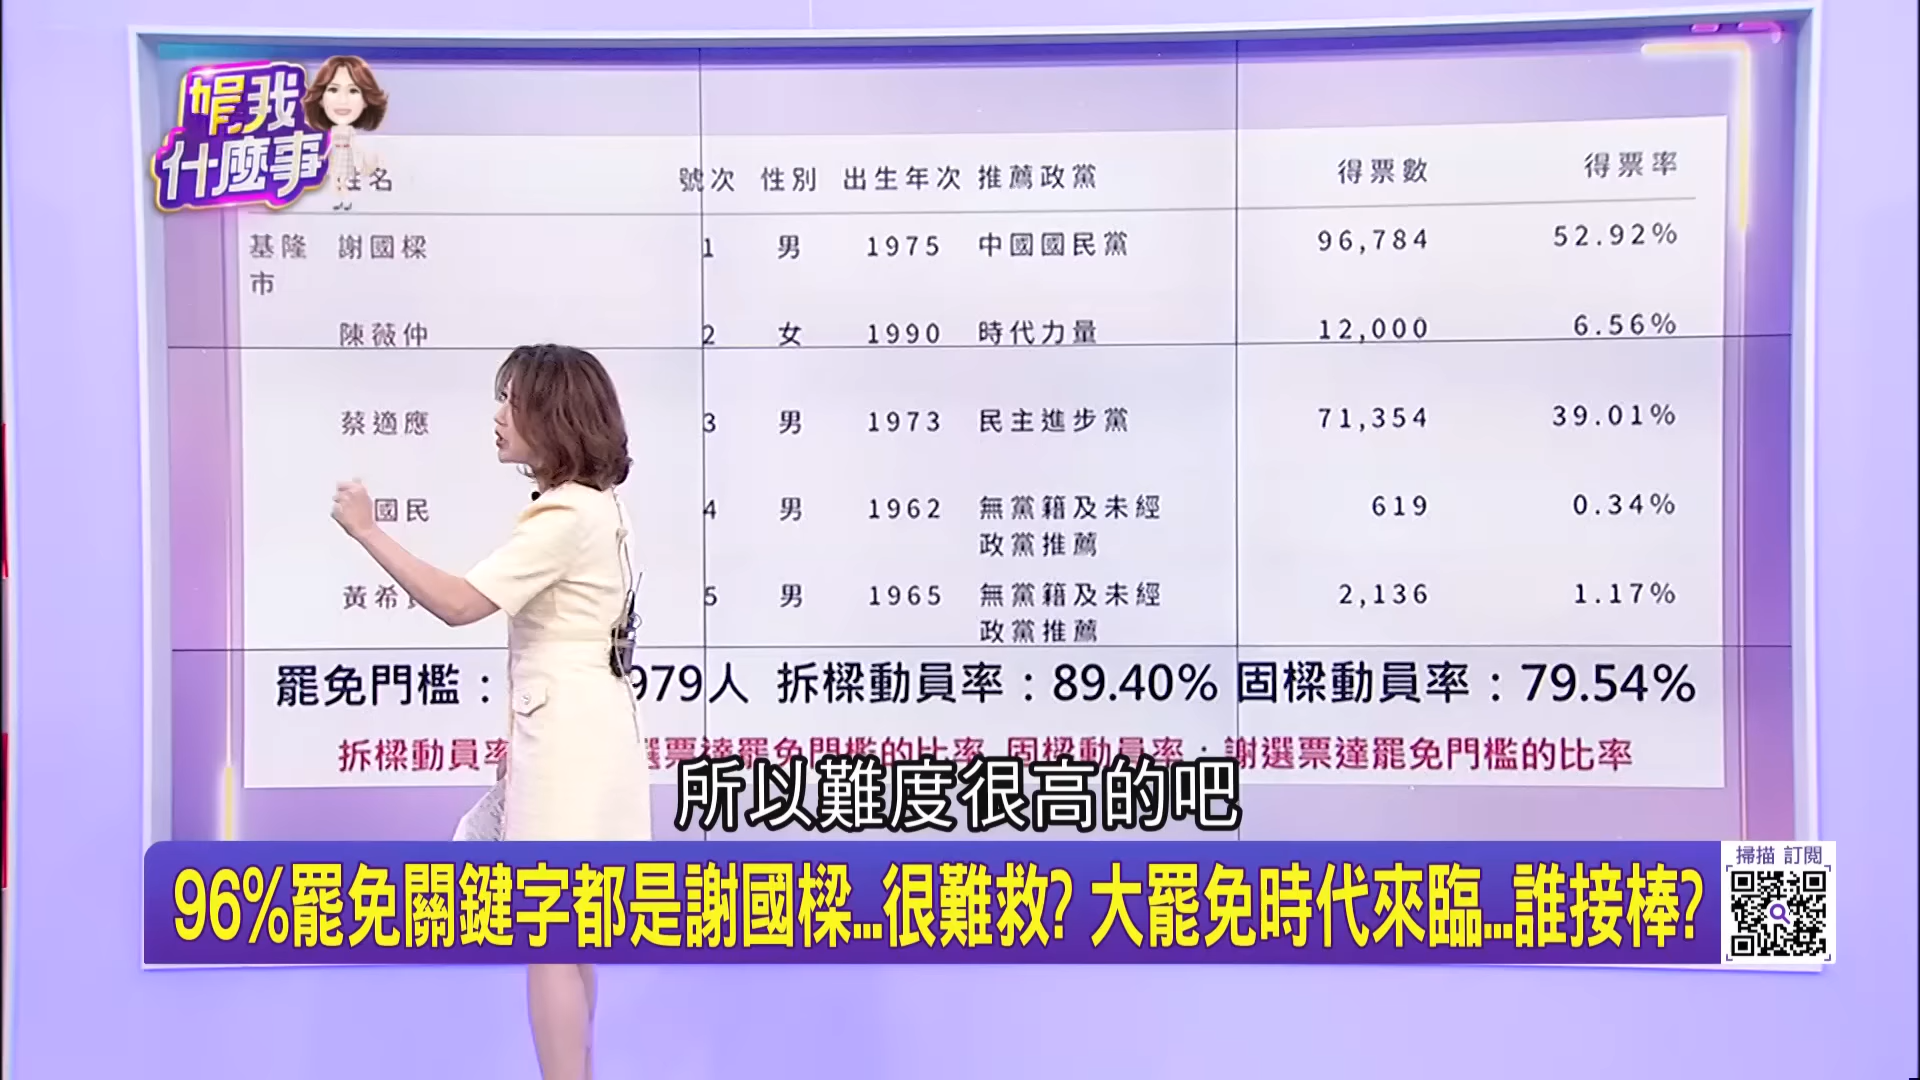 娓我
什麼事
姓名 號次 性別 出生年次 推薦政黨 得票數 得票率
基隆 謝國樑 1 男 1975 中國國民黨 96,784 52.92%
市
陳薇仲 2 女 1990 時代力量 12,000 6.56%
蔡適應 3 男 1973 民主進步黨 71,354 39.01%
國民 4 男 1962 無黨籍及未經 619 0.34%
政黨推薦
黃希 5 男 1965 無黨籍及未經 2,136 1.17%
政黨推薦
罷免門檻: 979人 拆樑動員率:89.40% 固樑動員率:79.54%
拆樑動員率 選票達罷免門檻的比率 固樑動員率:謝選票達罷免門檻的比率
所以難度很高的吧
96%罷免關鍵字都是謝國樑...很難救? 大罷免時代來臨...誰接棒?
掃描 訂閱